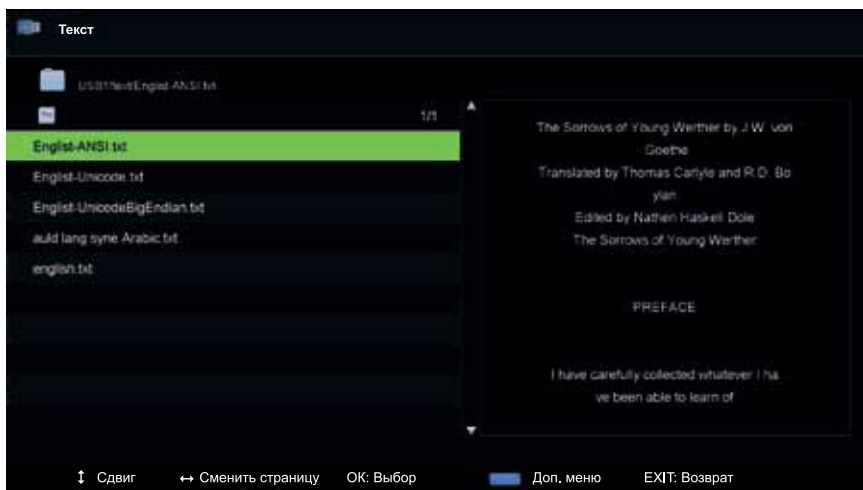 Текст
USB1\Text\Englist-ANSI.txt
1/1
Englist-ANSI.txt
Englist-Unicode.txt
Englist-UnicodeBigEndian.txt
auld lang syne Arabic.txt
english.txt
The Sorrows of Young Werther by J.W. von
Goethe
Translated by Thomas Carlyle and R.D. Bo
ylan
Edited by Nathen Haskell Dole
The Sorrows of Young Werther
PREFACE
I have carefully collected whatever I ha
ve been able to learn of
↕ Сдвиг ↔ Сменить страницу ОК: Выбор Доп. меню EXIT: Возврат